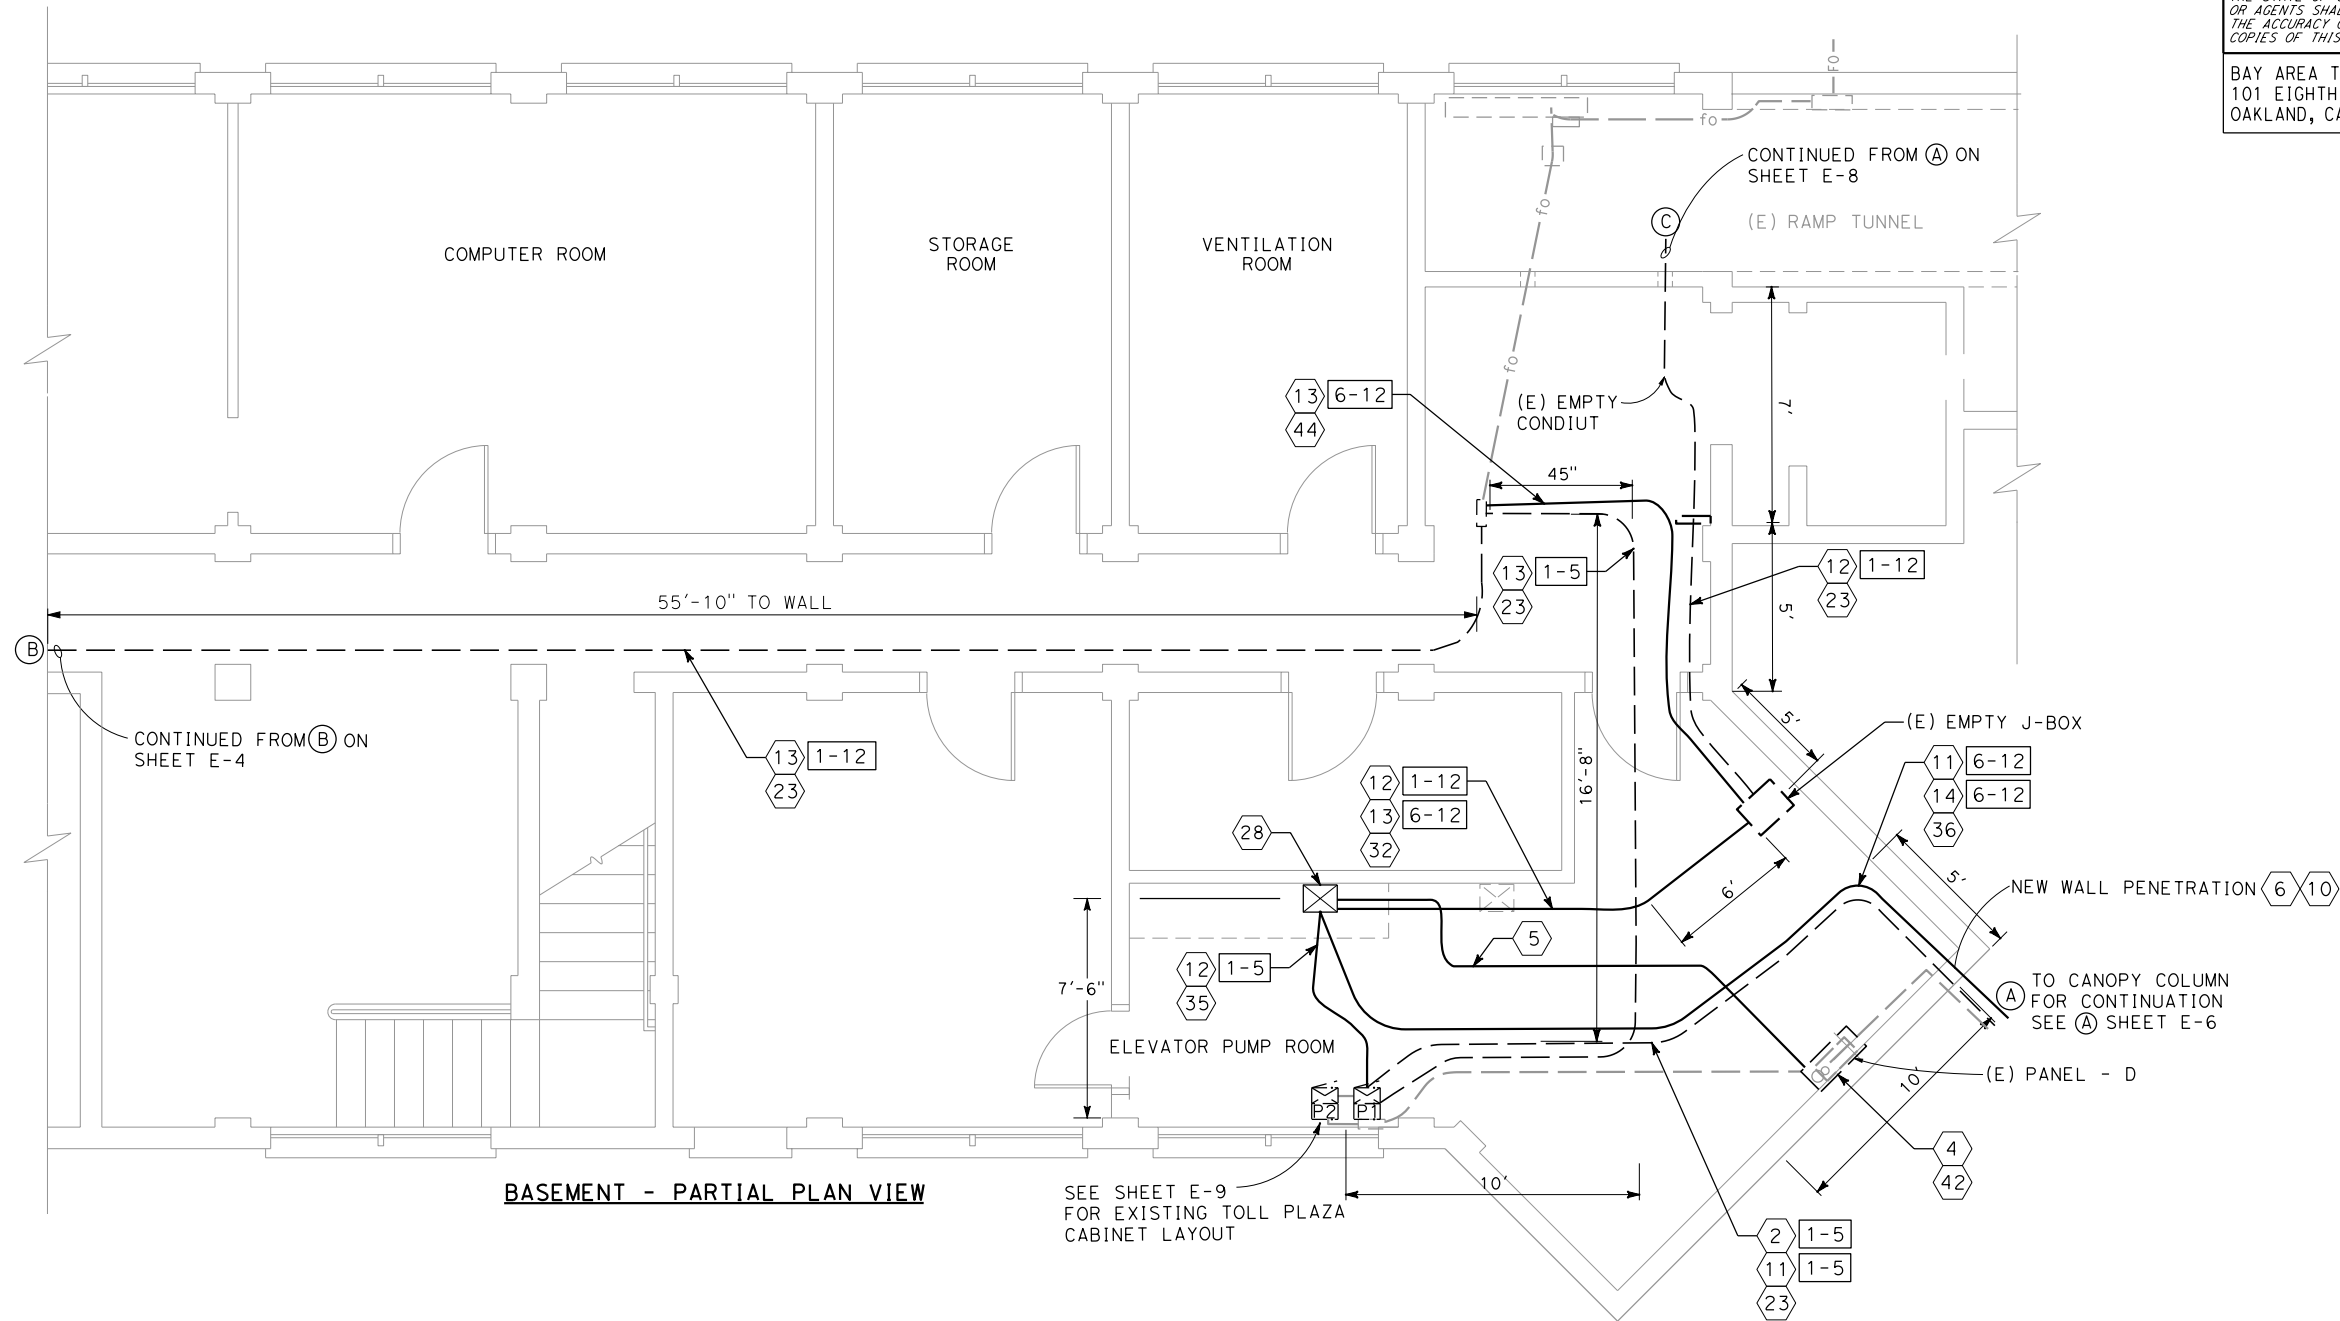 OR AGENTS SHA
THE ACCURACY
COPIES OF THIS
BAY AREA T
101 EIGHTH
OAKLAND, CA
FO
fo
CONTINUED FROM A ON
SHEET E-8
fo
C
(E) RAMP TUNNEL
COMPUTER ROOM
STORAGE
ROOM
VENTILATION
ROOM
fo
13 6-12
44
(E) EMPTY
CONDIUT
7'
45"
13 1-5
23
12 1-12
23
5'
55'-10" TO WALL
B
CONTINUED FROM B ON
SHEET E-4
13 1-12
23
5'
(E) EMPTY J-BOX
11 6-12
14 6-12
36
16'-8"
12 1-12
13 6-12
32
28
6'
5'
NEW WALL PENETRATION 6 10
5
12 1-5
35
7'-6"
A TO CANOPY COLUMN
FOR CONTINUATION
SEE A SHEET E-6
ELEVATOR PUMP ROOM
P2
P1
(E) PANEL - D
10'
4
42
BASEMENT - PARTIAL PLAN VIEW
SEE SHEET E-9
FOR EXISTING TOLL PLAZA
CABINET LAYOUT
10'
2 1-5
11 1-5
23